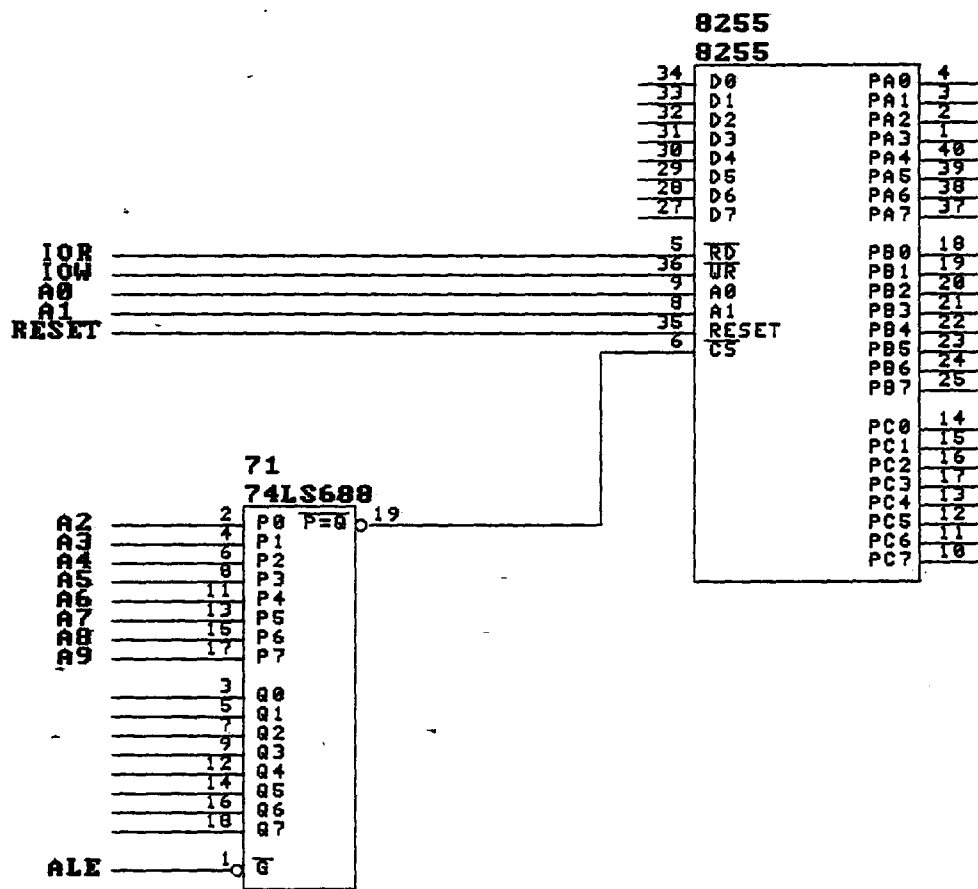 8255
8255
34 D0 PA0 4
33 D1 PA1 3
32 D2 PA2 2
31 D3 PA3 1
30 D4 PA4 40
29 D5 PA5 39
28 D6 PA6 38
27 D7 PA7 37
IOR 5 RD PB0 18
IOW 36 WR PB1 19
A0 9 A0 PB2 20
A1 8 A1 PB3 21
RESET 35 RESET PB4 22
6 CS PB5 23
PB6 24
PB7 25
PC0 14
PC1 15
PC2 16
PC3 17
PC4 13
PC5 12
PC6 11
PC7 10
71
74LS688
A2 2 P0 P=Q 19
A3 4 P1
A4 6 P2
A5 8 P3
A6 11 P4
A7 13 P5
A8 15 P6
A9 17 P7
3 Q0
5 Q1
7 Q2
9 Q3
12 Q4
14 Q5
16 Q6
18 Q7
ALE 1 G